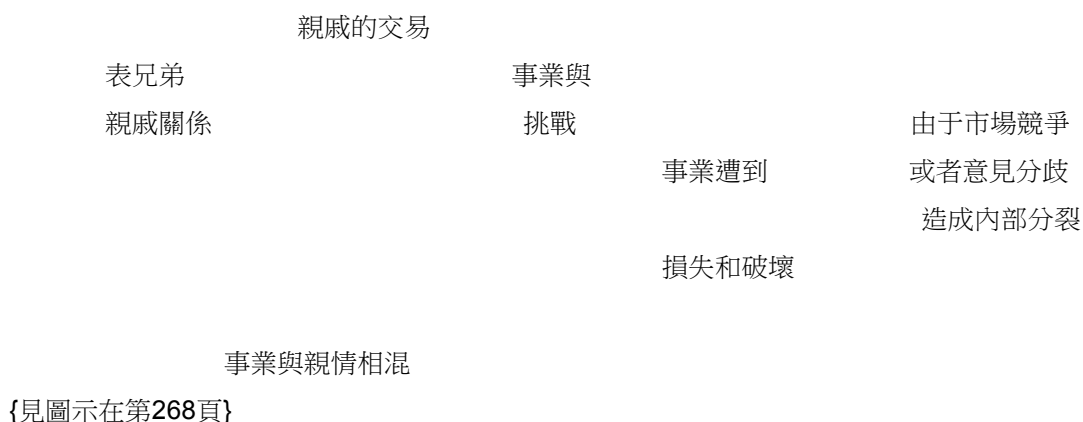 親戚的交易
表兄弟 事業與
親戚關係 挑戰 由于市場競爭
事業遭到 或者意見分歧
造成內部分裂
損失和破壞
事業與親情相混
{見圖示在第268頁}